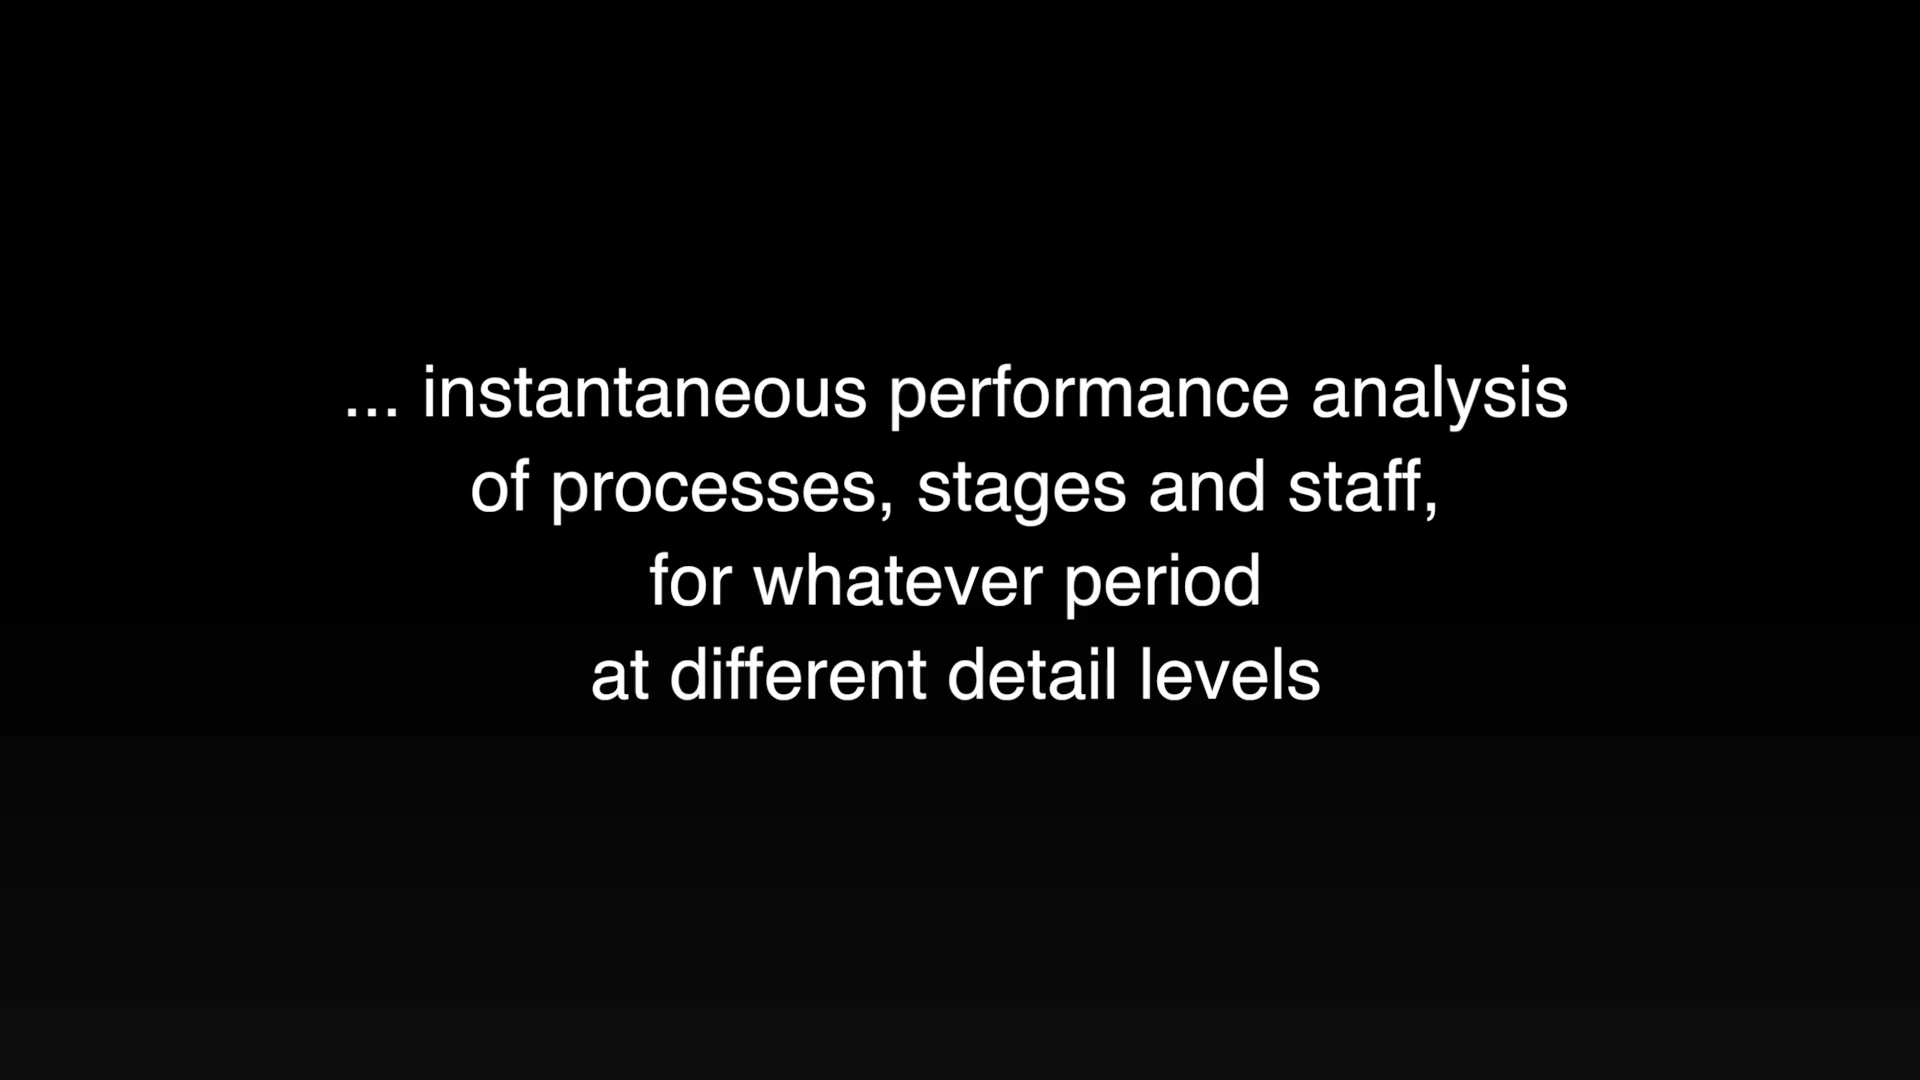 ... instantaneous performance analysis
of processes, stages and staff,
for whatever period
at different detail levels